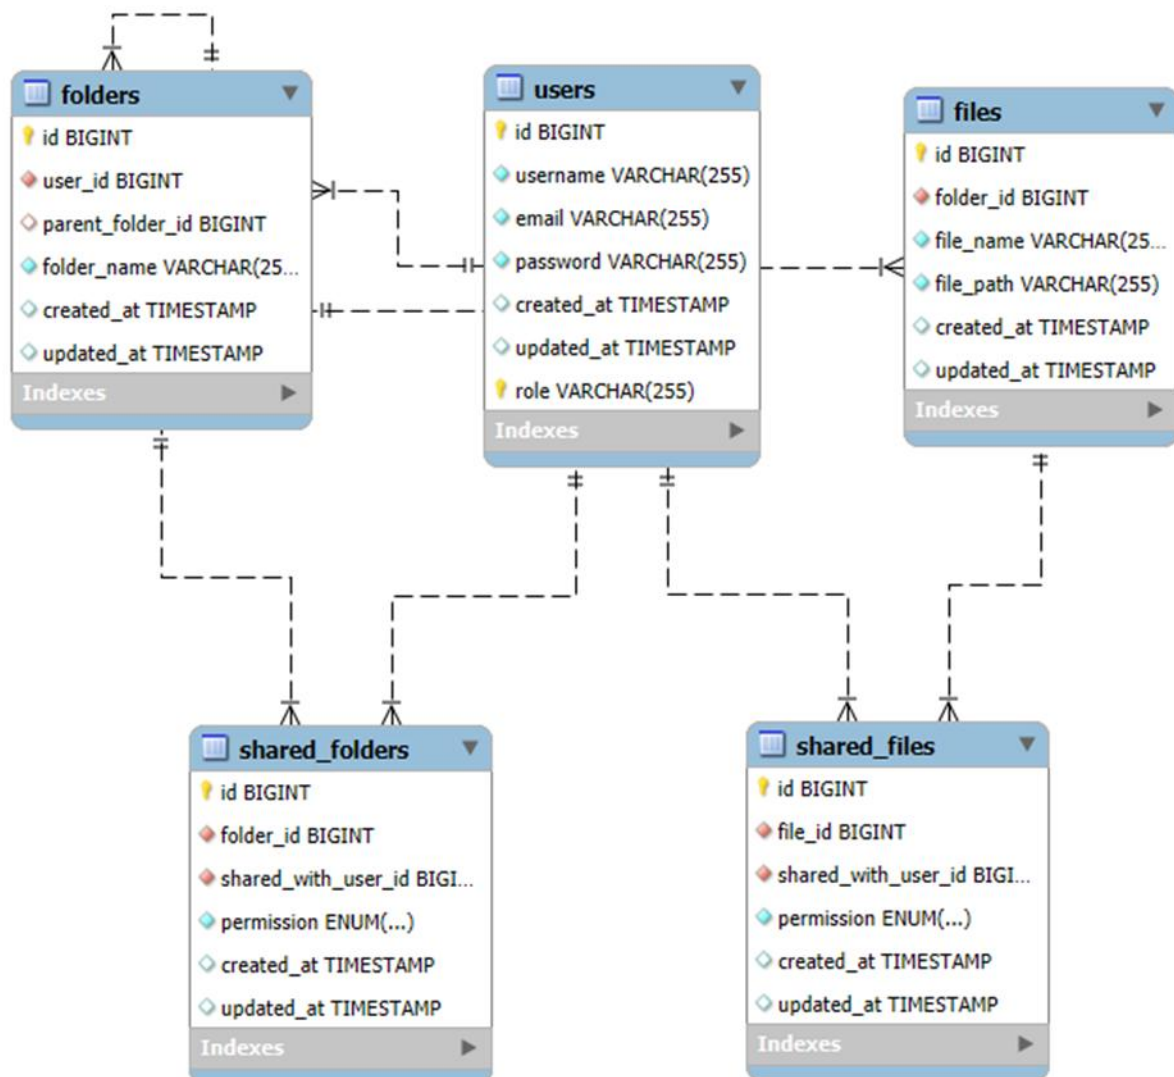 folders
id BIGINT
user_id BIGINT
parent_folder_id BIGINT
folder_name VARCHAR(25...
created_at TIMESTAMP
updated_at TIMESTAMP
Indexes
users
id BIGINT
username VARCHAR(255)
email VARCHAR(255)
password VARCHAR(255)
created_at TIMESTAMP
updated_at TIMESTAMP
role VARCHAR(255)
Indexes
files
id BIGINT
folder_id BIGINT
file_name VARCHAR(25...
file_path VARCHAR(255)
created_at TIMESTAMP
updated_at TIMESTAMP
Indexes
shared_folders
id BIGINT
folder_id BIGINT
shared_with_user_id BIGI...
permission ENUM(...)
created_at TIMESTAMP
updated_at TIMESTAMP
Indexes
shared_files
id BIGINT
file_id BIGINT
shared_with_user_id BIGI...
permission ENUM(...)
created_at TIMESTAMP
updated_at TIMESTAMP
Indexes